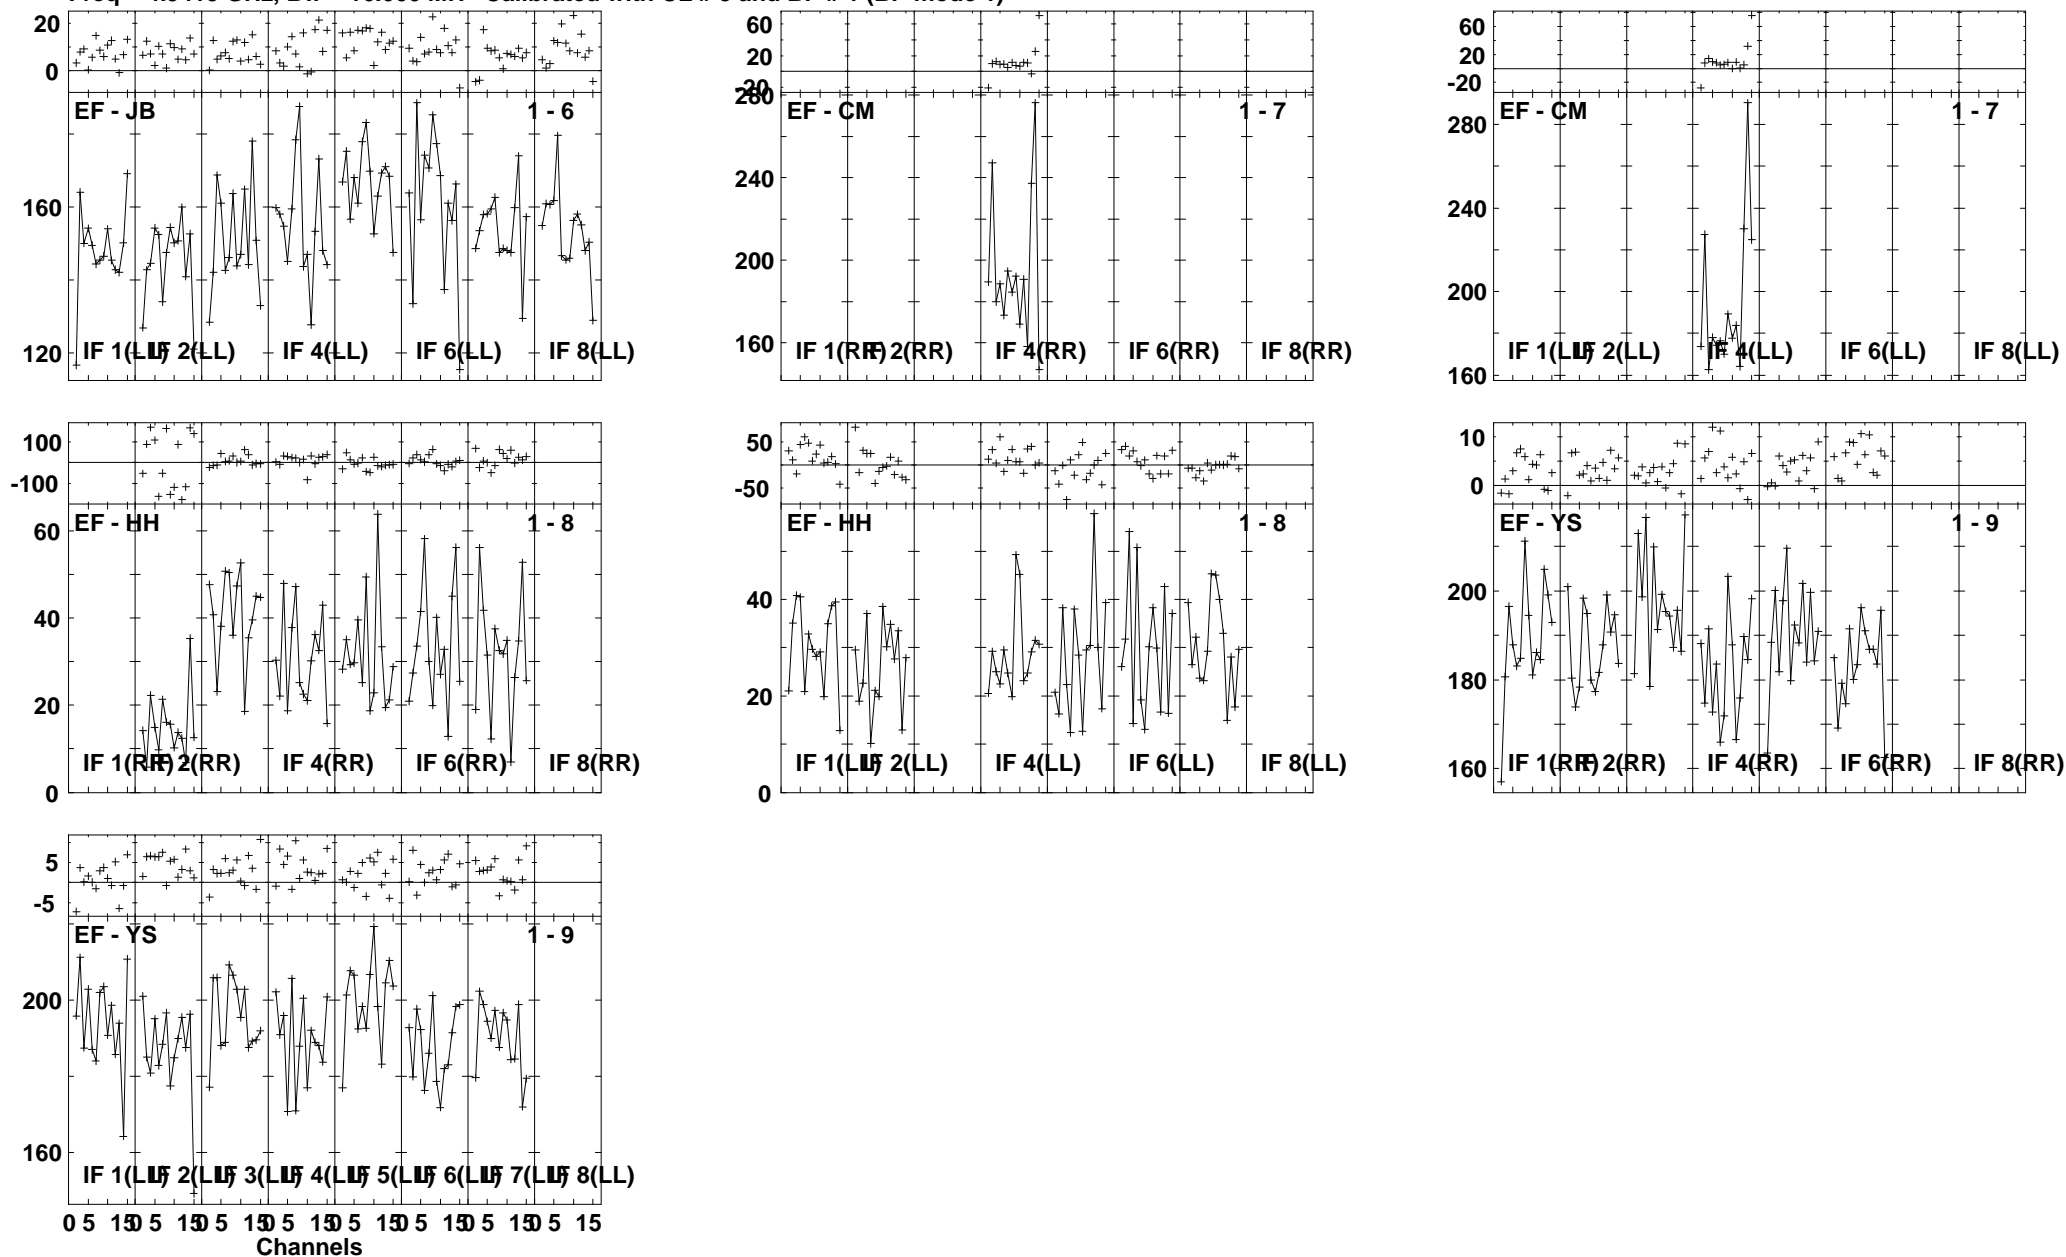 20
0
EF - JB
1 - 6
160
120
IF 1(LL)
IF 2(LL)
IF 4(LL)
IF 6(LL)
IF 8(LL)
60
20
-20
280
EF - CM
1 - 7
240
200
160
IF 1(RR)
IF 2(RR)
IF 4(RR)
IF 6(RR)
IF 8(RR)
60
20
-20
EF - CM
1 - 7
280
240
200
160
IF 1(LL)
IF 2(LL)
IF 4(LL)
IF 6(LL)
IF 8(LL)
100
-100
EF - HH
1 - 8
60
40
20
0
IF 1(RR)
IF 2(RR)
IF 4(RR)
IF 6(RR)
IF 8(RR)
50
-50
EF - HH
1 - 8
40
20
0
IF 1(LL)
IF 2(LL)
IF 4(LL)
IF 6(LL)
IF 8(LL)
10
0
EF - YS
1 - 9
200
180
160
IF 1(RR)
IF 2(RR)
IF 4(RR)
IF 6(RR)
IF 8(RR)
5
-5
EF - YS
1 - 9
200
160
IF 1(LL)
IF 2(LL)
IF 3(LL)
IF 4(LL)
IF 5(LL)
IF 6(LL)
IF 7(LL)
IF 8(LL)
0 5 15 0 5 15 0 5 15 0 5 15 0 5 15
Channels